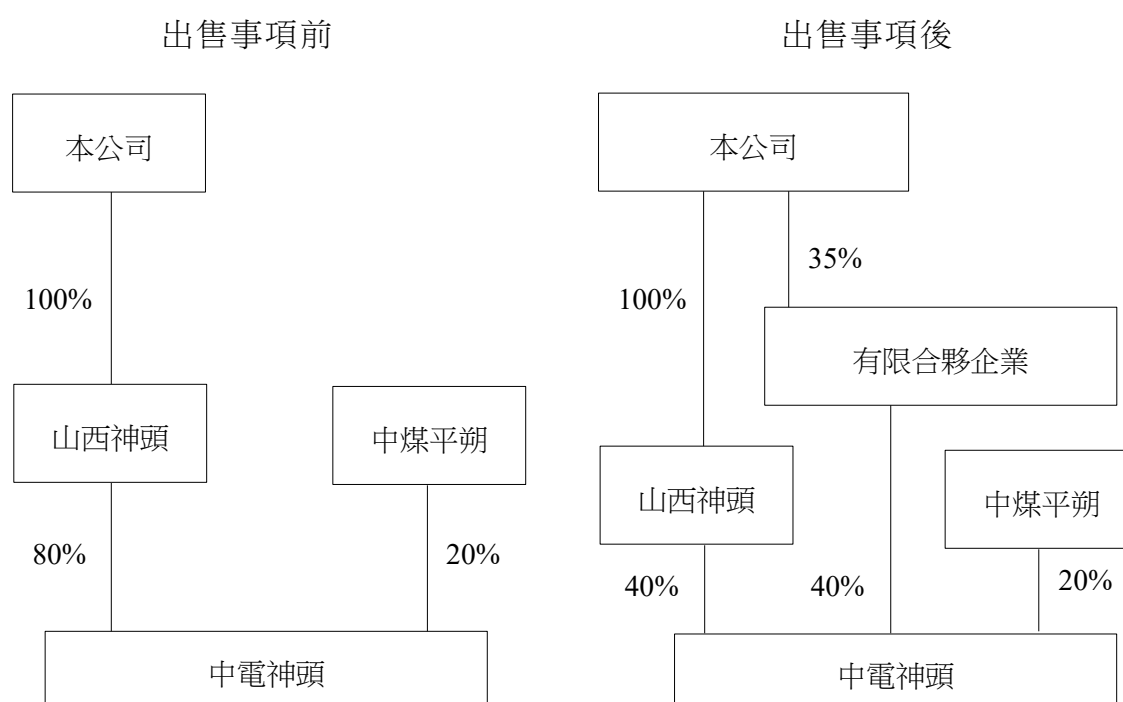 出售事項前
本公司
100%
山西神頭
中煤平朔
80%
20%
中電神頭
出售事項後
本公司
35%
100%
有限合夥企業
山西神頭
中煤平朔
40%
40%
20%
中電神頭